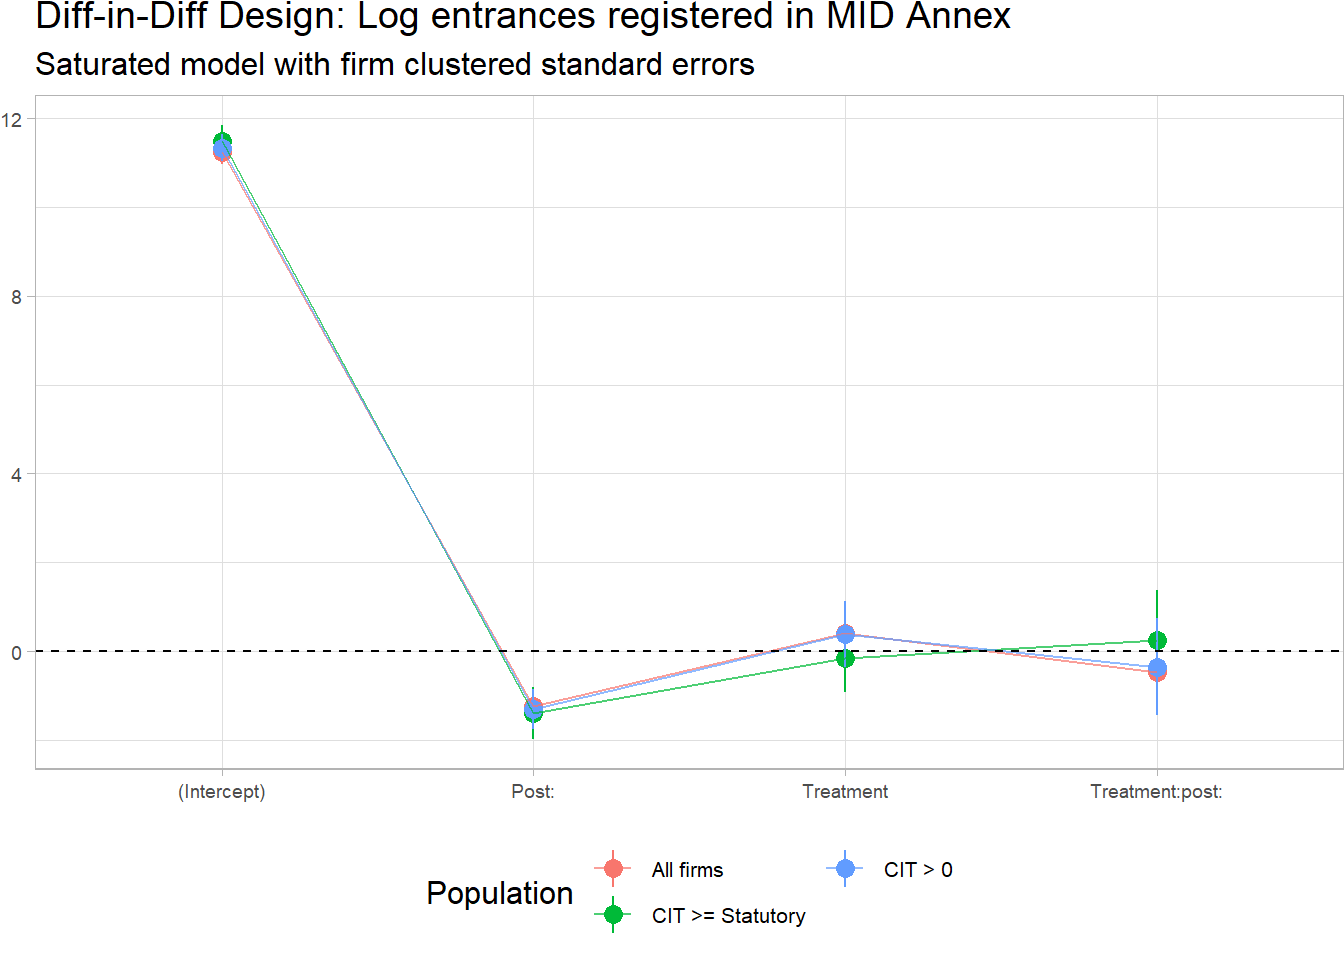 Diff-in-Diff Design: Log entrances registered in MID Annex
Saturated model with firm clustered standard errors
12
8
4
0
(Intercept)
Post:
Treatment
Treatment:post:
Population
All firms
CIT > 0
CIT >= Statutory